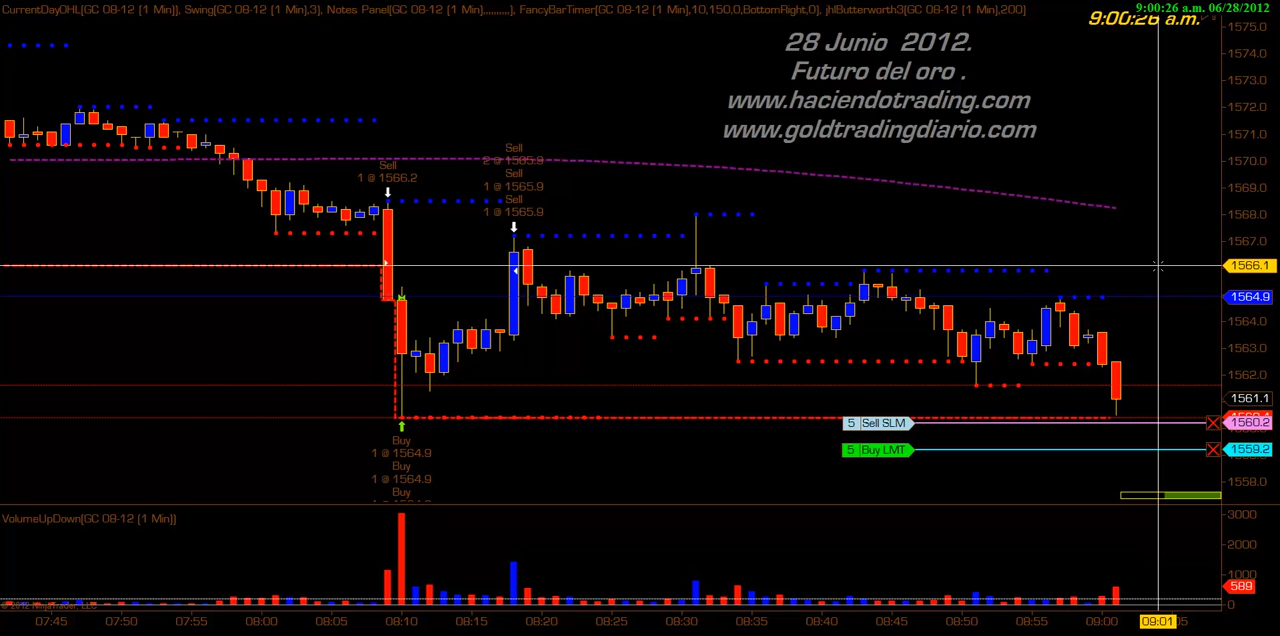 CurrentDayOHL[GC 08-12 (1 Min)], Swing[GC 08-12 (1 Min),3], Notes Panel[GC 08-12 (1 Min),,,,,,,,,,], FancyBarTimer[GC 08-12 (1 Min),10,150,0,BottomRight,0], jhlButterworth3[GC 08-12 (1 Min),200]
9:00:26 a.m. 06/28/2012
9:00:26 a.m.
28 Junio 2012.
Futuro del oro .
www.haciendotrading.com
www.goldtradingdiario.com
1575.0
1574.0
1573.0
1572.0
1571.0
1570.0
1569.0
1568.0
1567.0
1566.1
1564.9
1564.0
1563.0
1562.0
1561.1
1560.2
1559.2
1558.0
Sell
1 @ 1566.2
Sell
2 @ 1565.9
Sell
1 @ 1565.9
Sell
1 @ 1565.9
5 Sell SLM
5 Buy LMT
Buy
1 @ 1564.9
Buy
1 @ 1564.9
Buy
VolumeUpDown[GC 08-12 (1 Min)]
3000
2000
1000
589
0
© 2012 NinjaTrader, LLC
07:45
07:50
07:55
08:00
08:05
08:10
08:15
08:20
08:25
08:30
08:35
08:40
08:45
08:50
08:55
09:00
09:01